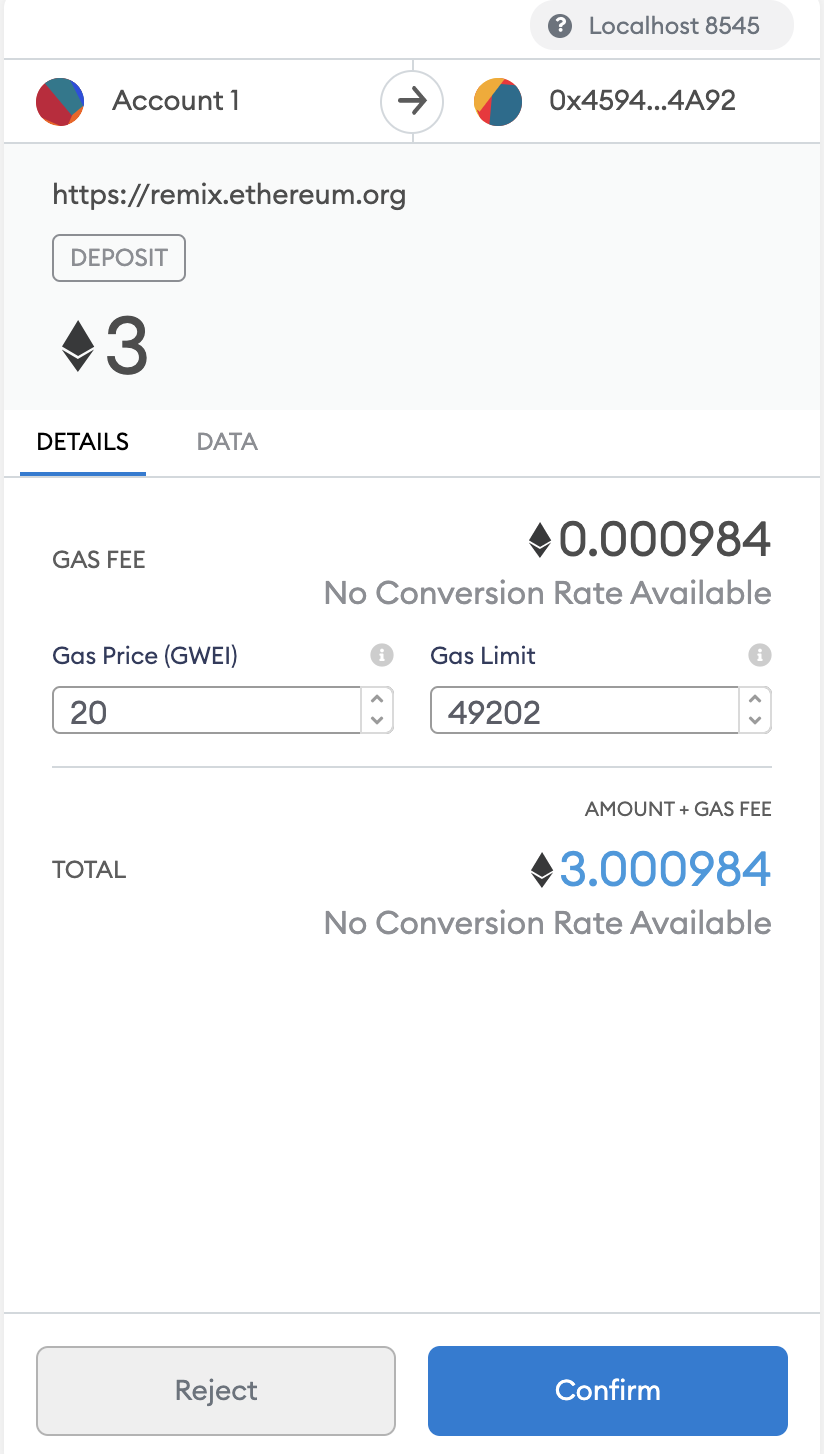 Localhost 8545
Account 1
0x4594...4A92
https://remix.ethereum.org
DEPOSIT
3
DETAILS DATA
GAS FEE
0.000984
No Conversion Rate Available
Gas Price (GWEI) Gas Limit
20 49202
AMOUNT + GAS FEE
TOTAL
3.000984
No Conversion Rate Available
Reject Confirm